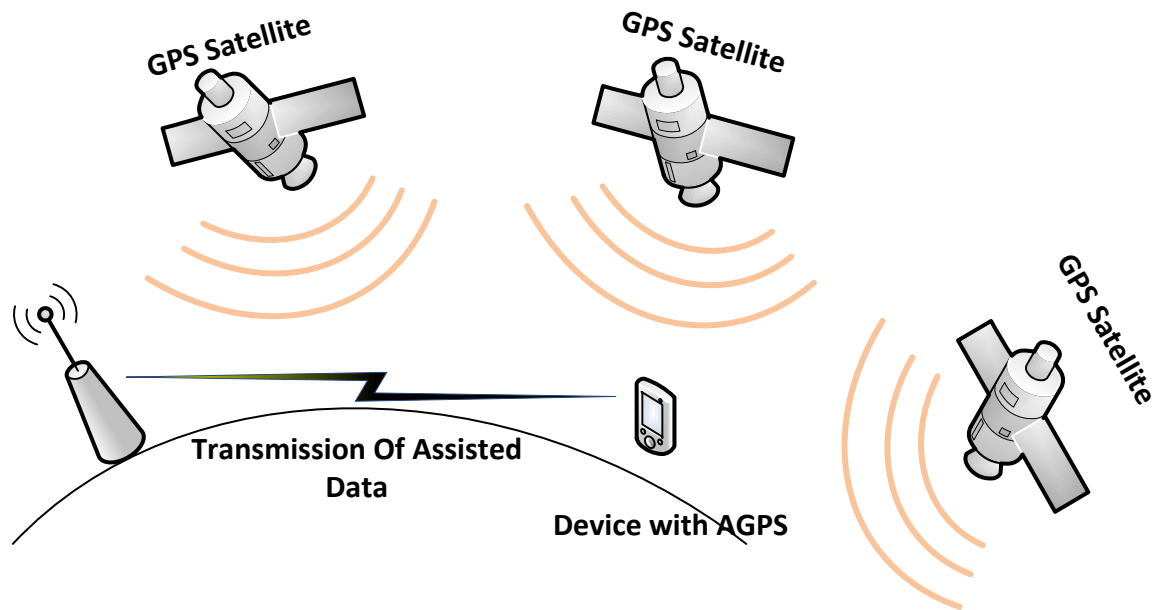 GPS Satellite
GPS Satellite
GPS Satellite
Transmission Of Assisted
Data
Device with AGPS